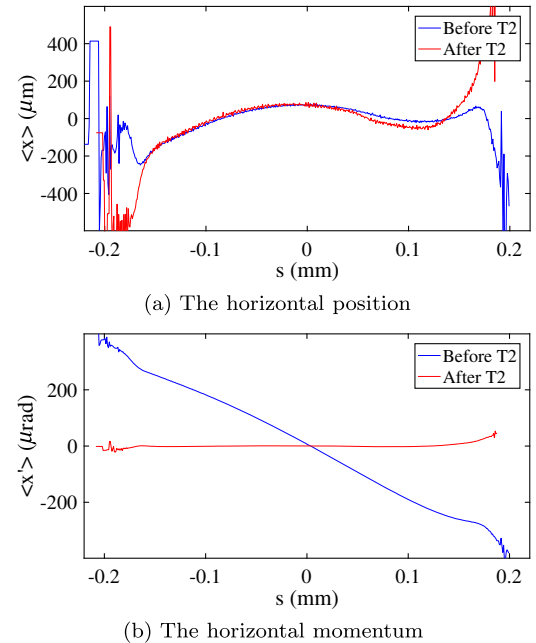 Before T2
After T2
400
200
0
-200
-400
<x> (μm)
-0.2
-0.1
0
0.1
0.2
s (mm)
(a) The horizontal position
Before T2
After T2
200
0
-200
<x'> (μrad)
-0.2
-0.1
0
0.1
0.2
s (mm)
(b) The horizontal momentum